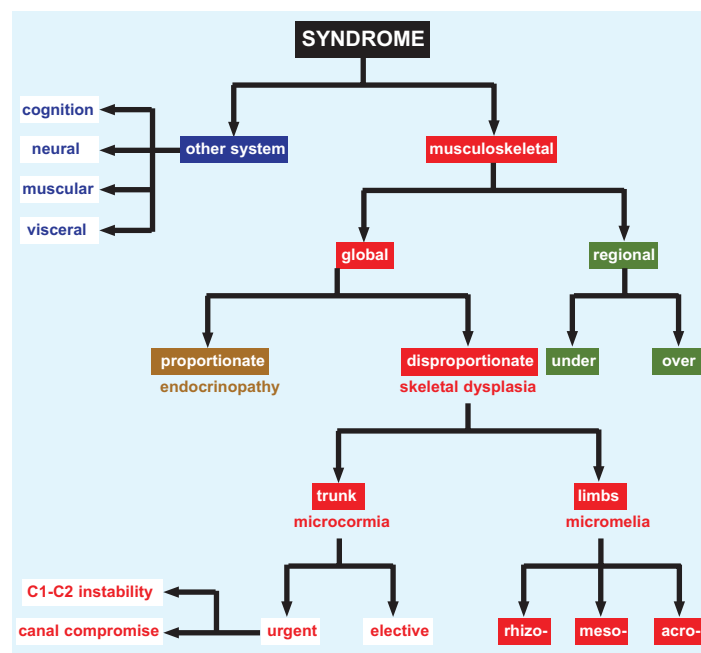 SYNDROME
cognition
neural
other system
musculoskeletal
muscular
visceral
global
regional
proportionate
disproportionate
under
over
endocrinopathy
skeletal dysplasia
trunk
limbs
microcormia
micromelia
C1-C2 instability
canal compromise
urgent
elective
rhizo-
meso-
acro-